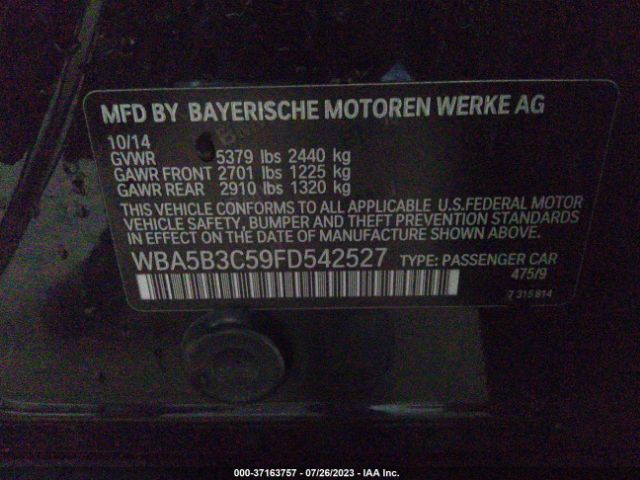 MFD BY BAYERISCHE MOTOREN WERKE AG
10/14
GVWR 5379 lbs 2440 kg
GAWR FRONT 2701 lbs 1225 kg
GAWR REAR 2910 lbs 1320 kg
THIS VEHICLE CONFORMS TO ALL APPLICABLE U.S.FEDERAL MOTOR
VEHICLE SAFETY, BUMPER AND THEFT PREVENTION STANDARDS
IN EFFECT ON THE DATE OF MANUFACTURE SHOWN ABOVE.
WBA5B3C59FD542527 TYPE: PASSENGER CAR
475/9
7 315 814
000-37163757 - 07/26/2023 - IAA Inc.